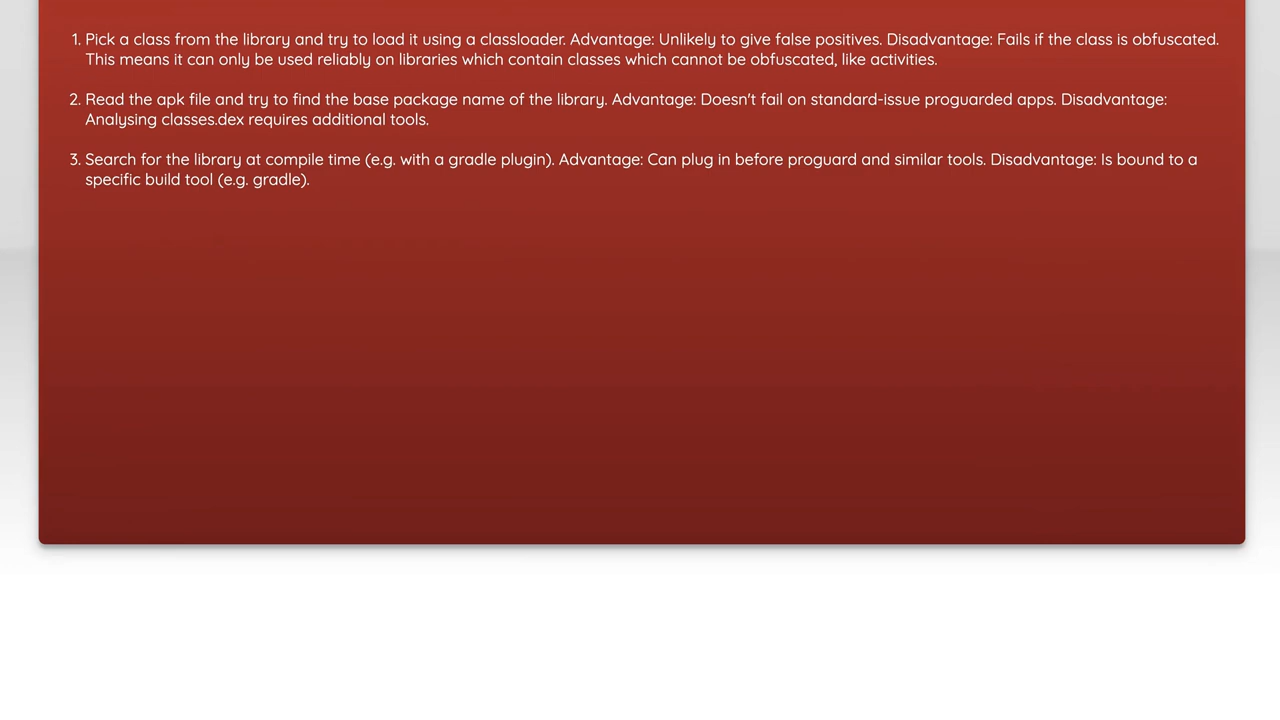 1. Pick a class from the library and try to load it using a classloader. Advantage: Unlikely to give false positives. Disadvantage: Fails if the class is obfuscated.
This means it can only be used reliably on libraries which contain classes which cannot be obfuscated, like activities.
2. Read the apk file and try to find the base package name of the library. Advantage: Doesn't fail on standard-issue proguarded apps. Disadvantage:
Analysing classes.dex requires additional tools.
3. Search for the library at compile time (e.g. with a gradle plugin). Advantage: Can plug in before proguard and similar tools. Disadvantage: Is bound to a
specific build tool (e.g. gradle).